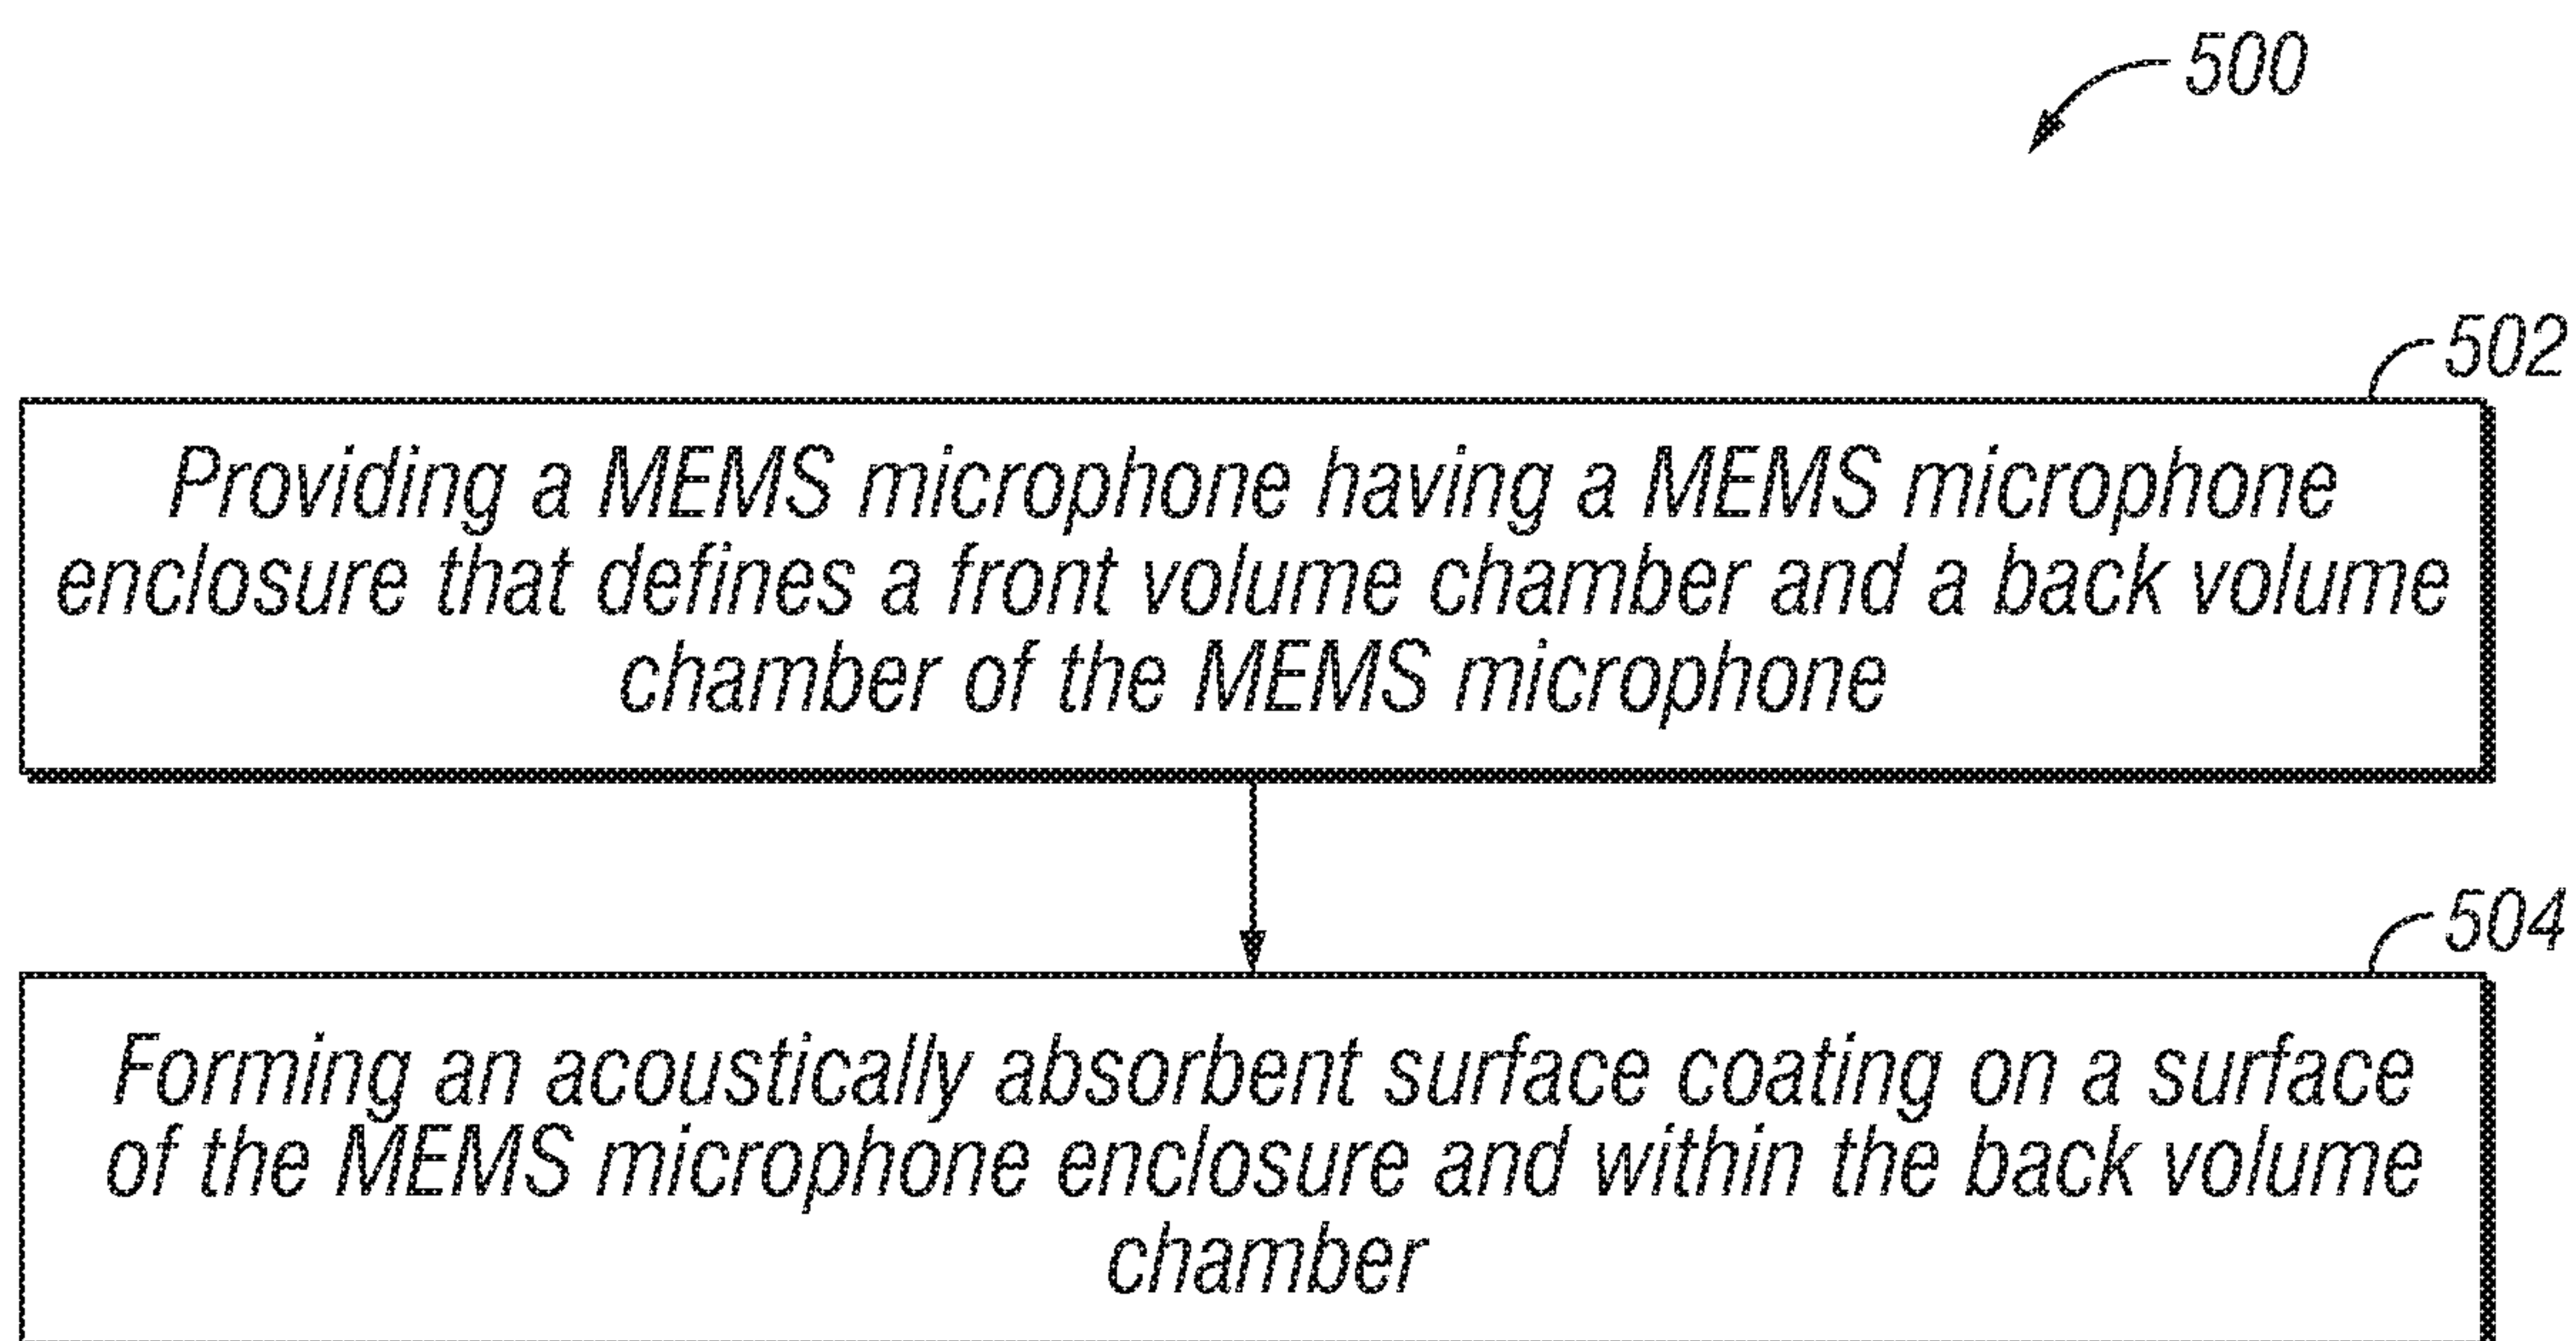 500
502
Providing a MEMS microphone having a MEMS microphone
enclosure that defines a front volume chamber and a back volume
chamber of the MEMS microphone
504
Forming an acoustically absorbent surface coating on a surface
of the MEMS microphone enclosure and within the back volume
chamber